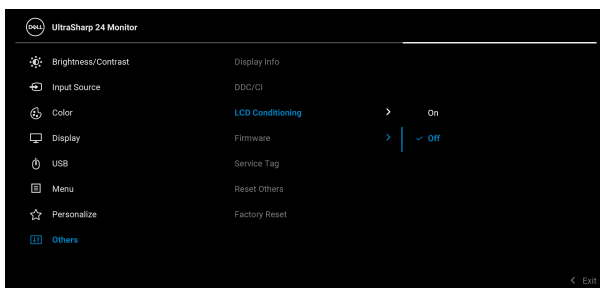 DELL UltraSharp 24 Monitor
Brightness/Contrast Display Info
Input Source DDC/CI
Color LCD Conditioning On
Display Firmware Off
USB Service Tag
Menu Reset Others
Personalize Factory Reset
Others
Exit